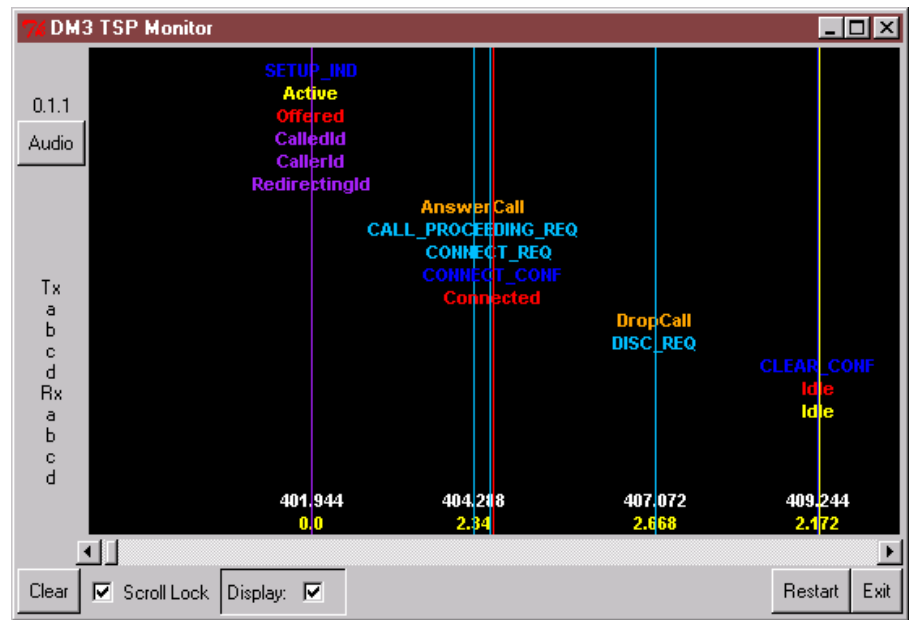 DM3 TSP Monitor
0.1.1
Audio
SETUP_IND
Active
Offered
CalledId
CallerId
RedirectingId
AnswerCall
CALL_PROCEEDING_REQ
CONNECT_REQ
CONNECT_CONF
Connected
DropCall
DISC_REQ
CLEAR_CONF
Idle
Idle
Tx
a
b
c
d
Rx
a
b
c
d
401.944 404.288 407.072 409.244
0.0 2.34 2.668 2.172
Clear Scroll Lock Display: Restart Exit